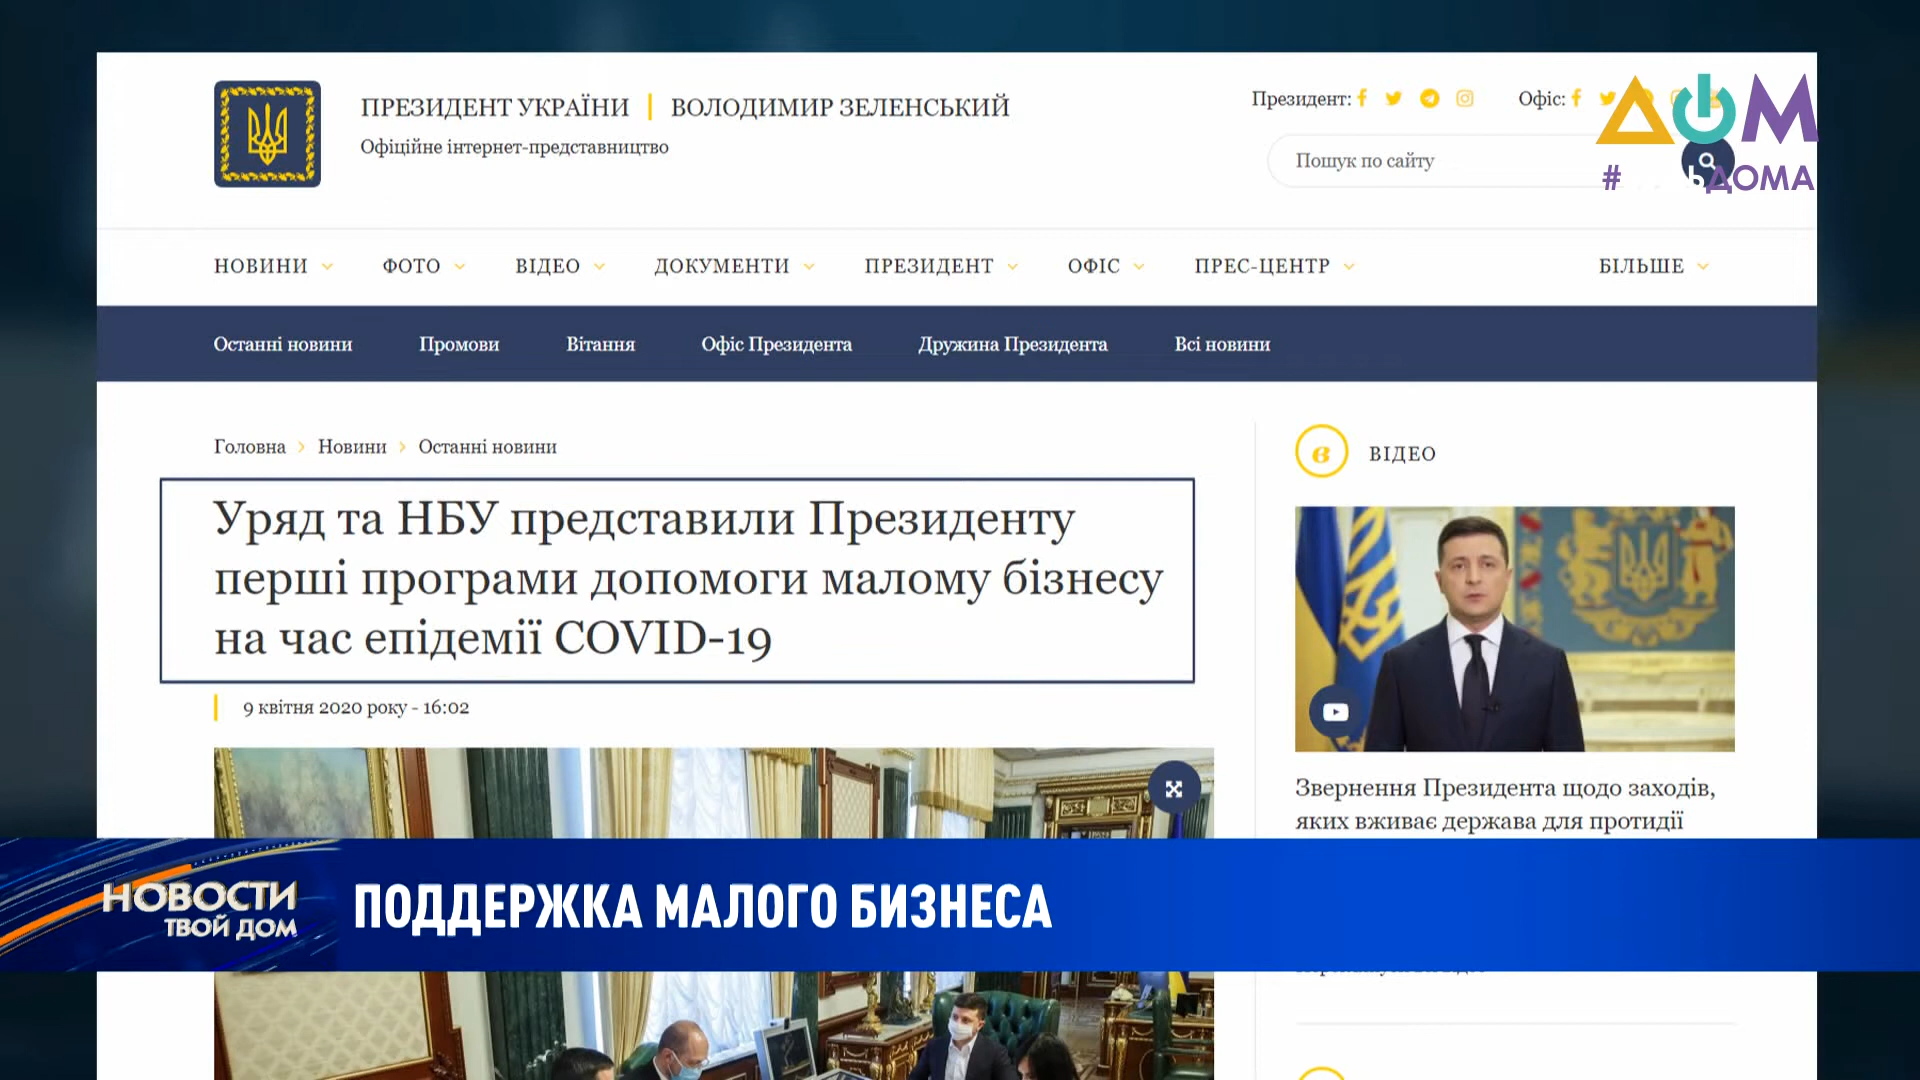 ПРЕЗИДЕНТ УКРАЇНИ | ВОЛОДИМИР ЗЕЛЕНСЬКИЙ
Офіційне інтернет-представництво
Президент:
Офіс:
ДОМ
Пошук по сайту
#
ДОМА
НОВИНИ ФОТО ВІДЕО ДОКУМЕНТИ ПРЕЗИДЕНТ ОФІС ПРЕС-ЦЕНТР БІЛЬШЕ
Останні новини Промови Вітання Офіс Президента Дружина Президента Всі новини
Головна > Новини > Останні новини
Уряд та НБУ представили Президенту
перші програми допомоги малому бізнесу
на час епідемії COVID-19
9 квітня 2020 року - 16:02
в ВІДЕО
Звернення Президента щодо заходів,
яких вживає держава для протидії
НОВОСТИ
ТВОЙ ДОМ
ПОДДЕРЖКА МАЛОГО БИЗНЕСА